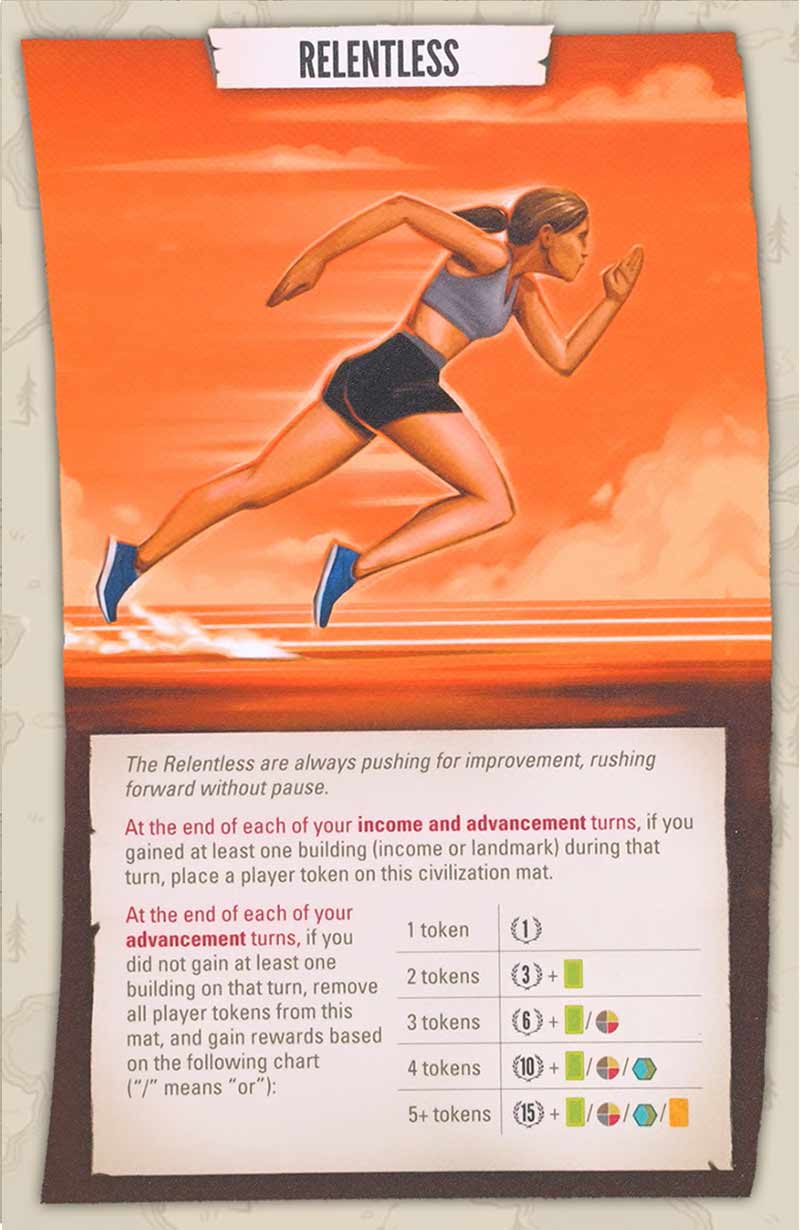 RELENTLESS
The Relentless are always pushing for improvement, rushing
forward without pause.
At the end of each of your income and advancement turns, if you
gained at least one building (income or landmark) during that
turn, place a player token on this civilization mat.
At the end of each of your
advancement turns, if you
did not gain at least one
building on that turn, remove
all player tokens from this
mat, and gain rewards based
on the following chart
("/" means "or"):
1 token 1
2 tokens 3 +
3 tokens 6 + /
4 tokens 10 + / /
5+ tokens 15 + / / /